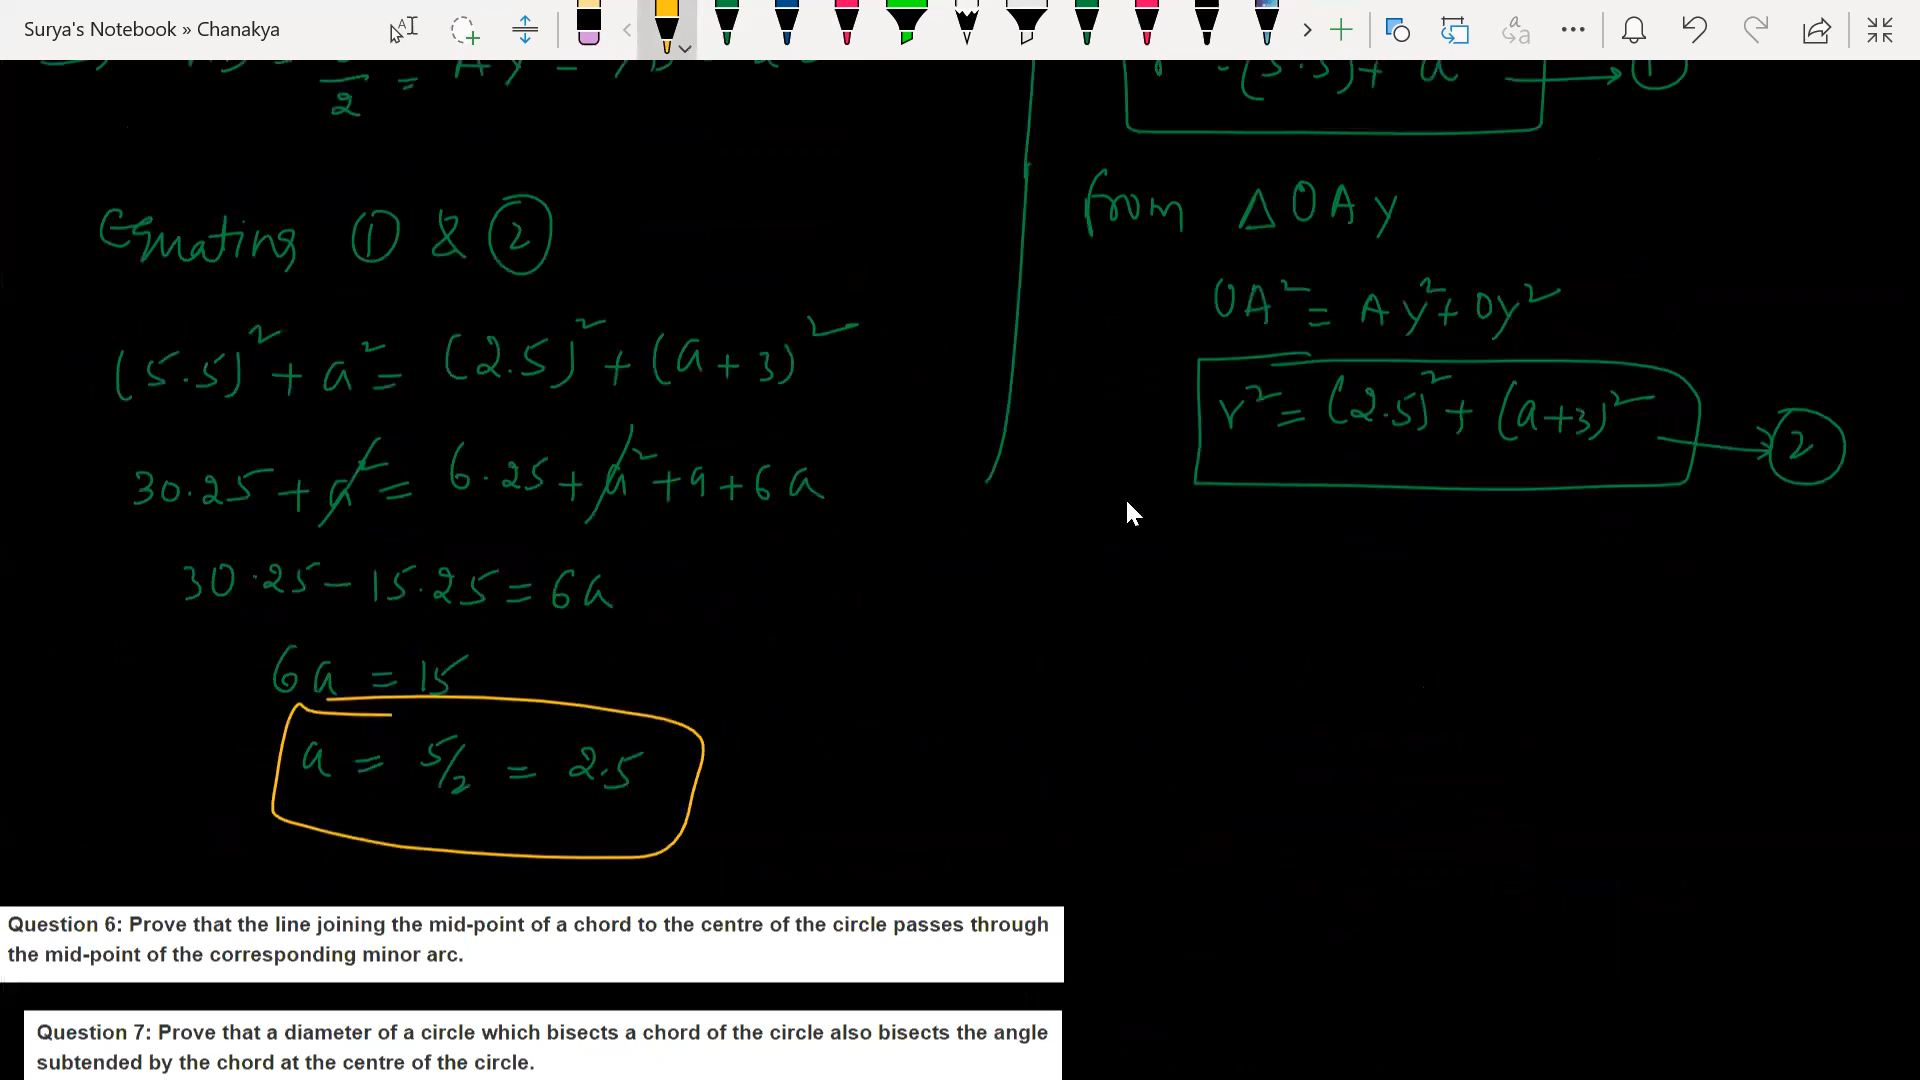 Surya's Notebook » Chanakya
2
Equating ① & ②
(5.5)² + a² = (2.5)² + (a + 3)²
30.25 + a² = 6.25 + a² + 9 + 6a
30.25 - 15.25 = 6a
6a = 15
a = 5/2 = 2.5
from Δ OAY
OA² = AY² + OY²
r² = (2.5)² + (a+3)² → ②
Question 6: Prove that the line joining the mid-point of a chord to the centre of the circle passes through
the mid-point of the corresponding minor arc.
Question 7: Prove that a diameter of a circle which bisects a chord of the circle also bisects the angle
subtended by the chord at the centre of the circle.